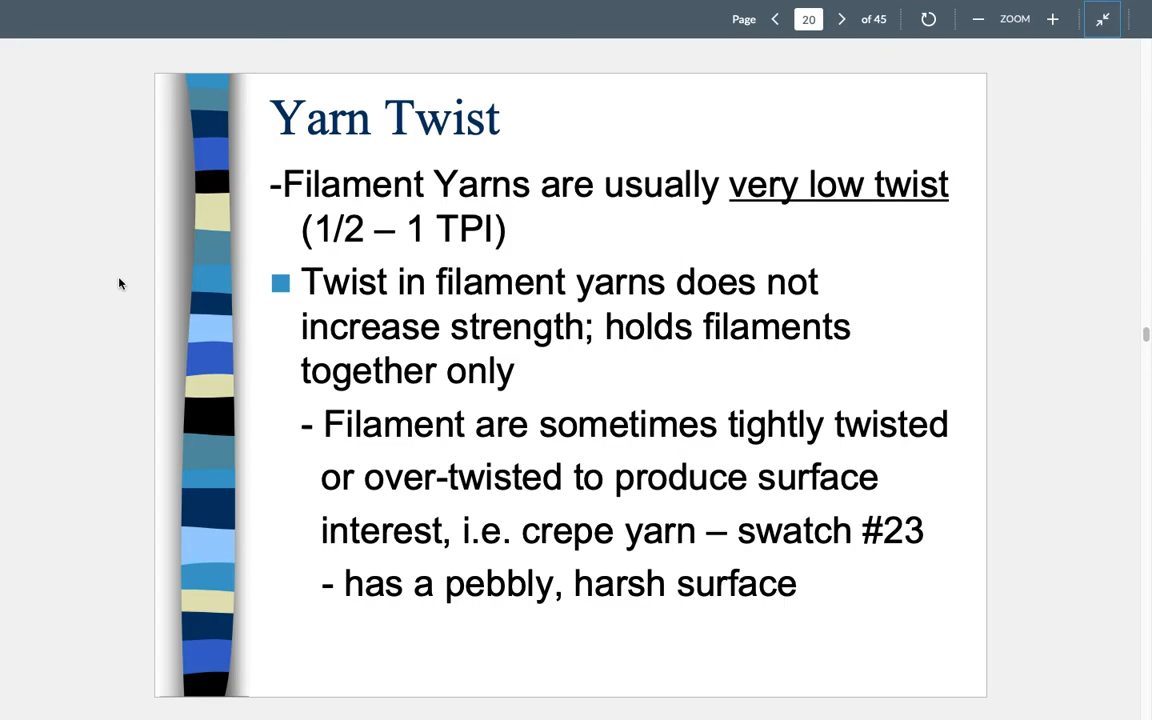 Page 20 of 45 ZOOM
Yarn Twist
-Filament Yarns are usually very low twist
(1/2 – 1 TPI)
Twist in filament yarns does not
increase strength; holds filaments
together only
- Filament are sometimes tightly twisted
or over-twisted to produce surface
interest, i.e. crepe yarn – swatch #23
- has a pebbly, harsh surface